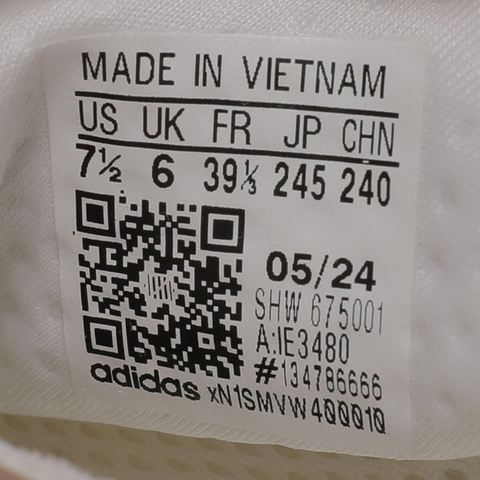 MADE IN VIETNAM
US UK FR JP CHN
7½ 6 39⅓ 245 240
05/24
SHW 675001
A:IE3480
#134786666
adidas xN1SMVW400010